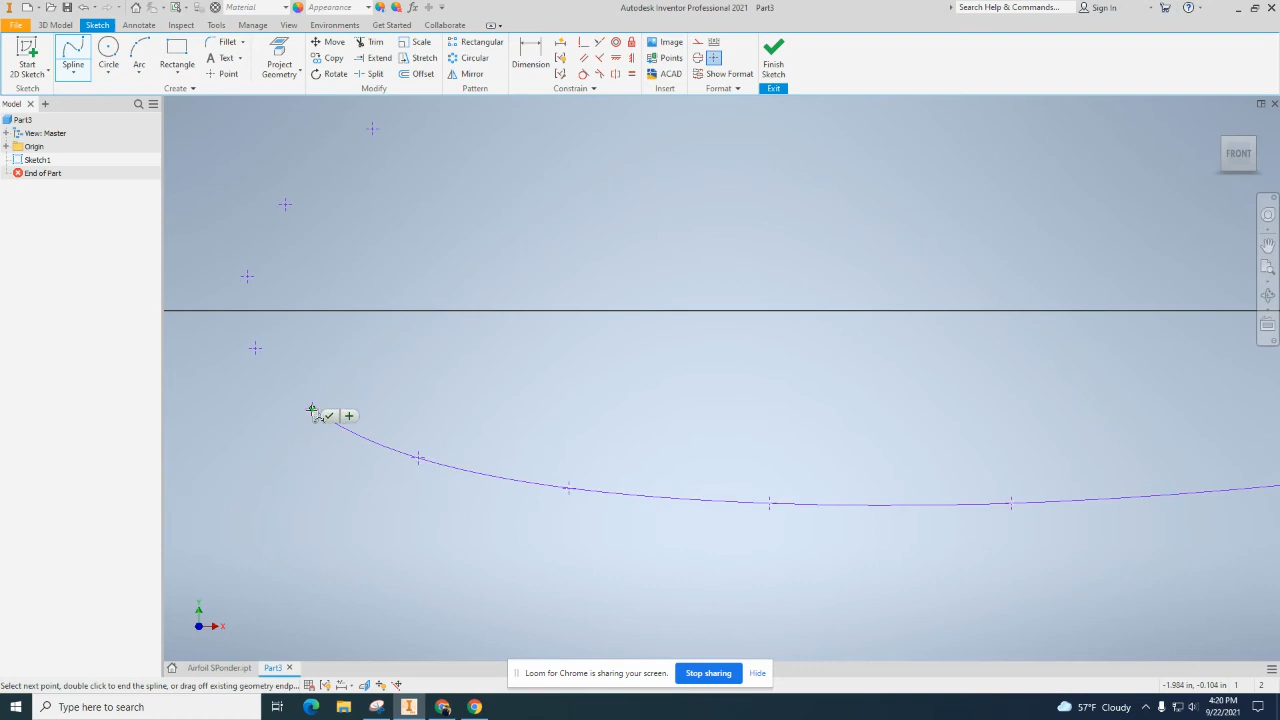 Material
Appearance
fx
Autodesk Inventor Professional 2021 Part3
Search Help & Commands...
Sign In
File 3D Model Sketch Annotate Inspect Tools Manage View Environments Get Started Collaborate
Start
2D Sketch
Spline
Circle
Arc
Rectangle
Fillet
Text
Point
Project
Geometry
Move
Copy
Rotate
Trim
Extend
Split
Scale
Stretch
Offset
Rectangular
Circular
Mirror
Dimension
Image
Points
ACAD
Show Format
Finish
Sketch
Sketch Create Modify Pattern Constrain Insert Format Exit
Model
Part3
View: Master
Origin
Sketch1
End of Part
FRONT
Y
X
Airfoil SPonder.ipt Part3
Loom for Chrome is sharing your screen. Stop sharing Hide
Select next point, double click to end the spline, or drag off existing geometry endp...
-1.984 in, -0.104 in 1 2
Type here to search
57°F Cloudy
4:20 PM
9/22/2021